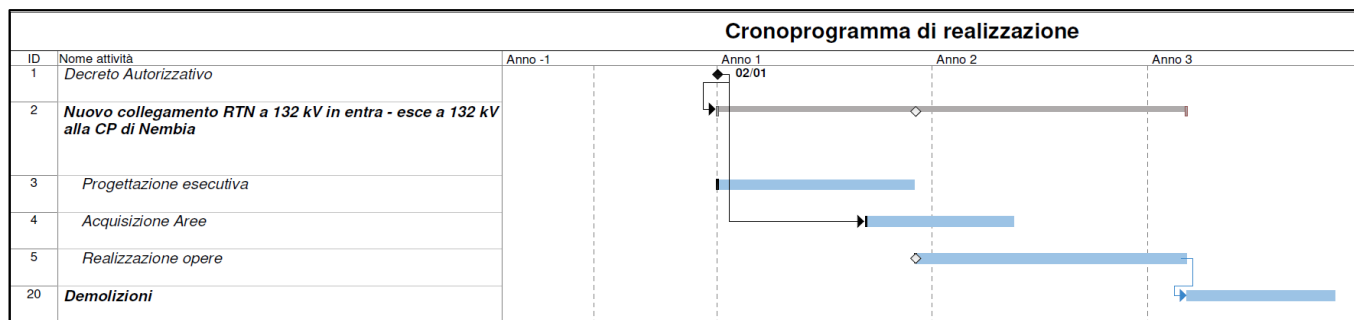 Cronoprogramma di realizzazione
ID Nome attività Anno -1 Anno 1 Anno 2 Anno 3
1 Decreto Autorizzativo 02/01
2 Nuovo collegamento RTN a 132 kV in entra - esce a 132 kV
alla CP di Nembia
3 Progettazione esecutiva
4 Acquisizione Aree
5 Realizzazione opere
20 Demolizioni